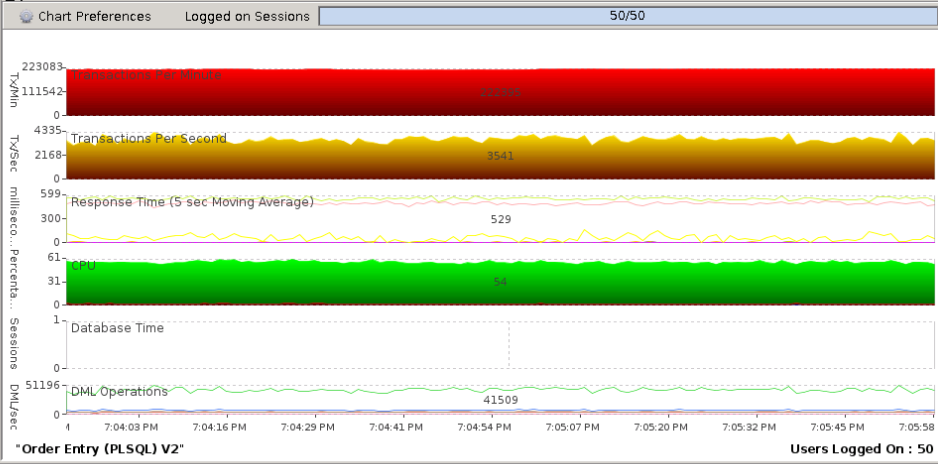 Chart Preferences Logged on Sessions 50/50
223083
Transactions Per Minute
Tx/Min
111542
0
4335
Transactions Per Second
Tx/Sec
2168
3541
0
599
Response Time (5 sec Moving Average)
milliseco...
300
529
0
61
CPU
Percenta...
31
54
0
1
Database Time
Sessions
0
51196
DML Operations
DML/sec
41509
0
4 7:04:03 PM 7:04:16 PM 7:04:29 PM 7:04:41 PM 7:04:54 PM 7:05:07 PM 7:05:20 PM 7:05:32 PM 7:05:45 PM 7:05:58
"Order Entry (PLSQL) V2" Users Logged On : 50